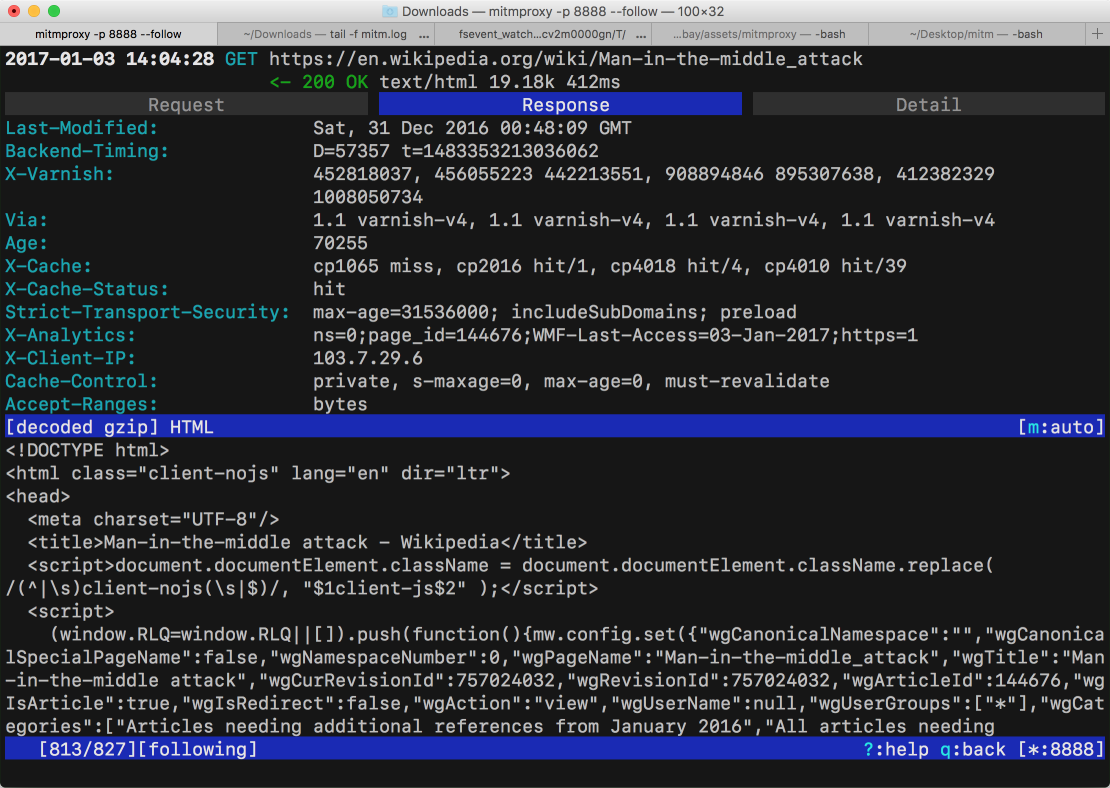 Downloads — mitmproxy -p 8888 --follow — 100×32
mitmproxy -p 8888 --follow ~/Downloads — tail -f mitm.log ... fsevent_watch...cv2m0000gn/T/ ... ...bay/assets/mitmproxy — -bash ~/Desktop/mitm — -bash +
2017-01-03 14:04:28 GET https://en.wikipedia.org/wiki/Man-in-the-middle_attack
<- 200 OK text/html 19.18k 412ms
Request Response Detail
Last-Modified: Sat, 31 Dec 2016 00:48:09 GMT
Backend-Timing: D=57357 t=1483353213036062
X-Varnish: 452818037, 456055223 442213551, 908894846 895307638, 412382329
1008050734
Via: 1.1 varnish-v4, 1.1 varnish-v4, 1.1 varnish-v4, 1.1 varnish-v4
Age: 70255
X-Cache: cp1065 miss, cp2016 hit/1, cp4018 hit/4, cp4010 hit/39
X-Cache-Status: hit
Strict-Transport-Security: max-age=31536000; includeSubDomains; preload
X-Analytics: ns=0;page_id=144676;WMF-Last-Access=03-Jan-2017;https=1
X-Client-IP: 103.7.29.6
Cache-Control: private, s-maxage=0, max-age=0, must-revalidate
Accept-Ranges: bytes
[decoded gzip] HTML [m:auto]
<!DOCTYPE html>
<html class="client-nojs" lang="en" dir="ltr">
<head>
<meta charset="UTF-8"/>
<title>Man-in-the-middle attack - Wikipedia</title>
<script>document.documentElement.className = document.documentElement.className.replace(
/(^|\s)client-nojs(\s|$)/, "$1client-js$2" );</script>
<script>
(window.RLQ=window.RLQ||[]).push(function(){mw.config.set({"wgCanonicalNamespace":"","wgCanonica
lSpecialPageName":false,"wgNamespaceNumber":0,"wgPageName":"Man-in-the-middle_attack","wgTitle":"Man
-in-the-middle attack","wgCurRevisionId":757024032,"wgRevisionId":757024032,"wgArticleId":144676,"wg
IsArticle":true,"wgIsRedirect":false,"wgAction":"view","wgUserName":null,"wgUserGroups":["*"],"wgCat
egories":["Articles needing additional references from January 2016","All articles needing
[813/827][following] ?:help q:back [*:8888]